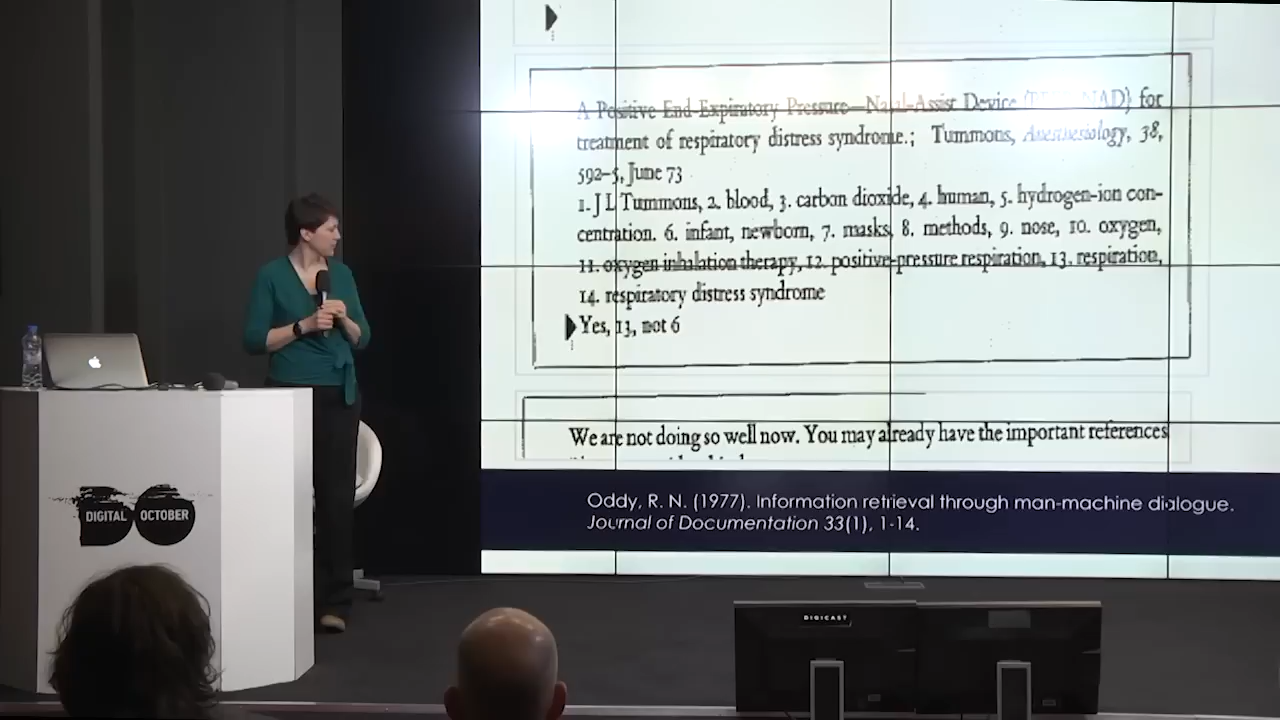 A Positive End-Expiratory Pressure—Nasal-Assist Device NAD) for
treatment of respiratory distress syndrome.; Tummons, Anesthesiology, 38,
592-5, June 73
1. J L Tummons, 2. blood, 3. carbon dioxide, 4. human, 5. hydrogen-ion con-
centration. 6. infant, newborn, 7. masks, 8. methods, 9. nose, 10. oxygen,
11. oxygen inhalation therapy, 12. positive-pressure respiration, 13. respiration,
14. respiratory distress syndrome
Yes, 13, not 6
We are not doing so well now. You may already have the important references
Oddy, R. N. (1977). Information retrieval through man-machine dialogue.
Journal of Documentation 33(1), 1-14.
DIGITAL OCTOBER
DIGICAST